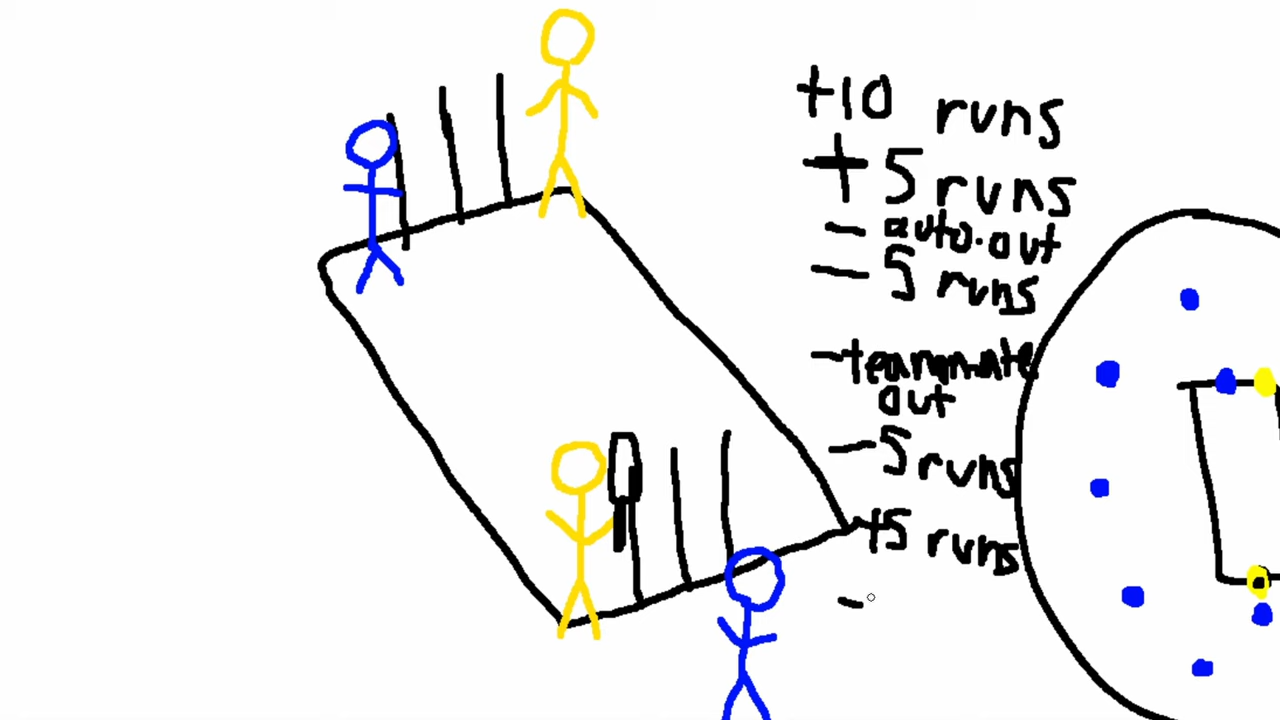 +10 runs
+5 runs
- auto.out
- 5 runs
- teammate
out
- 5 runs
+5 runs
-